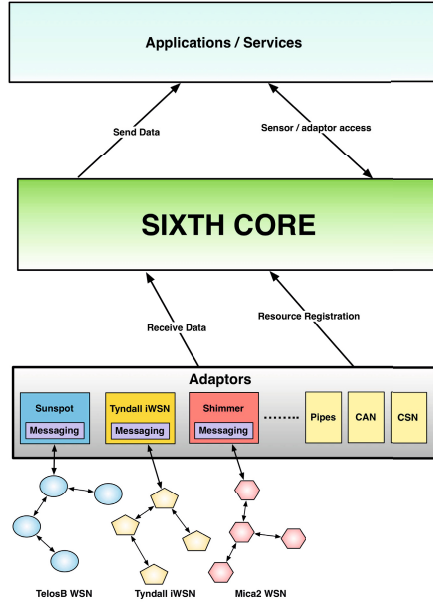 Applications / Services
Send Data
Sensor / adaptor access
SIXTH CORE
Receive Data
Resource Registration
Adaptors
Sunspot
Messaging
Tyndall iWSN
Messaging
Shimmer
Messaging
Pipes
CAN
CSN
TelosB WSN
Tyndall iWSN
Mica2 WSN